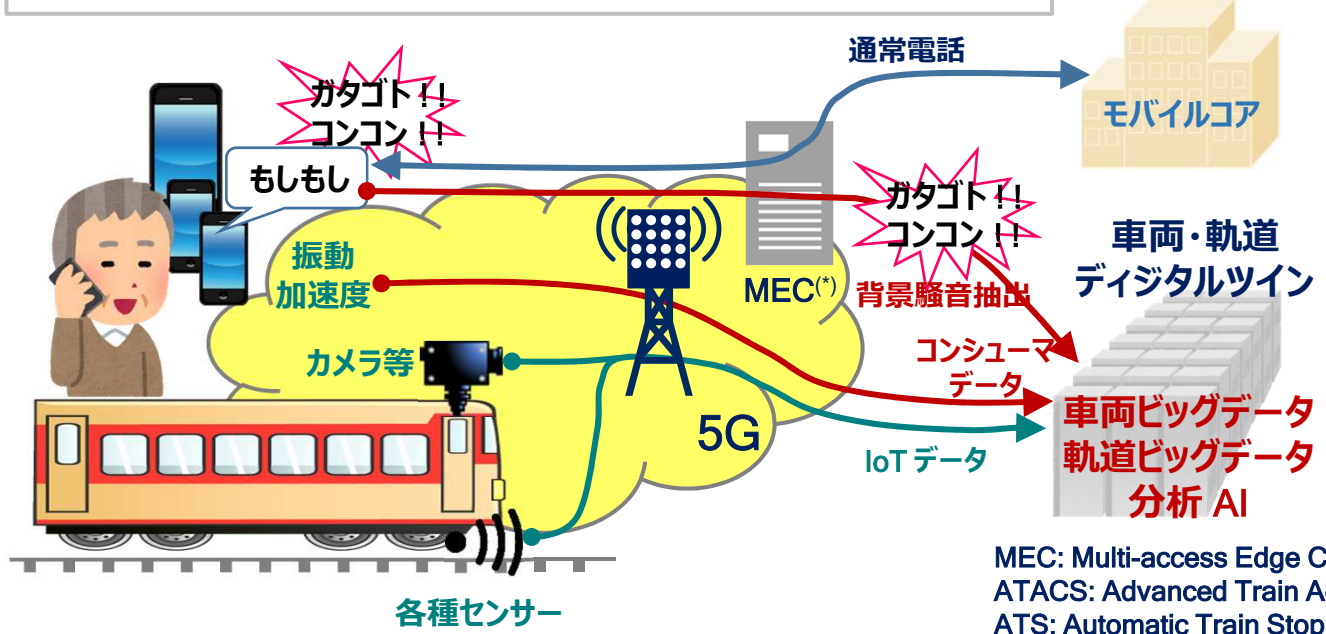 通常電話
モバイルコア
ガタゴト!!
コンコン!!
もしもし
ガタゴト!!
コンコン!!
車両・軌道
ディジタルツイン
振動
加速度
MEC(*)
背景騒音抽出
カメラ等
コンシューマ
データ
5G
IoTデータ
車両ビッグデータ
軌道ビッグデータ
分析 AI
各種センサー
MEC: Multi-access Edge C
ATACS: Advanced Train A
ATS: Automatic Train Stop